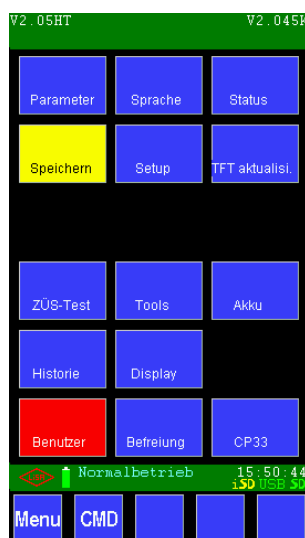 V2.05HT V2.045
Parameter Sprache Status
Speichern Setup TFT aktualisi.
ZÜS-Test Tools Akku
Historie Display
Benutzer Befreiung CP33
Normalbetrieb 15:50:44
iSD USB SD
Menu CMD